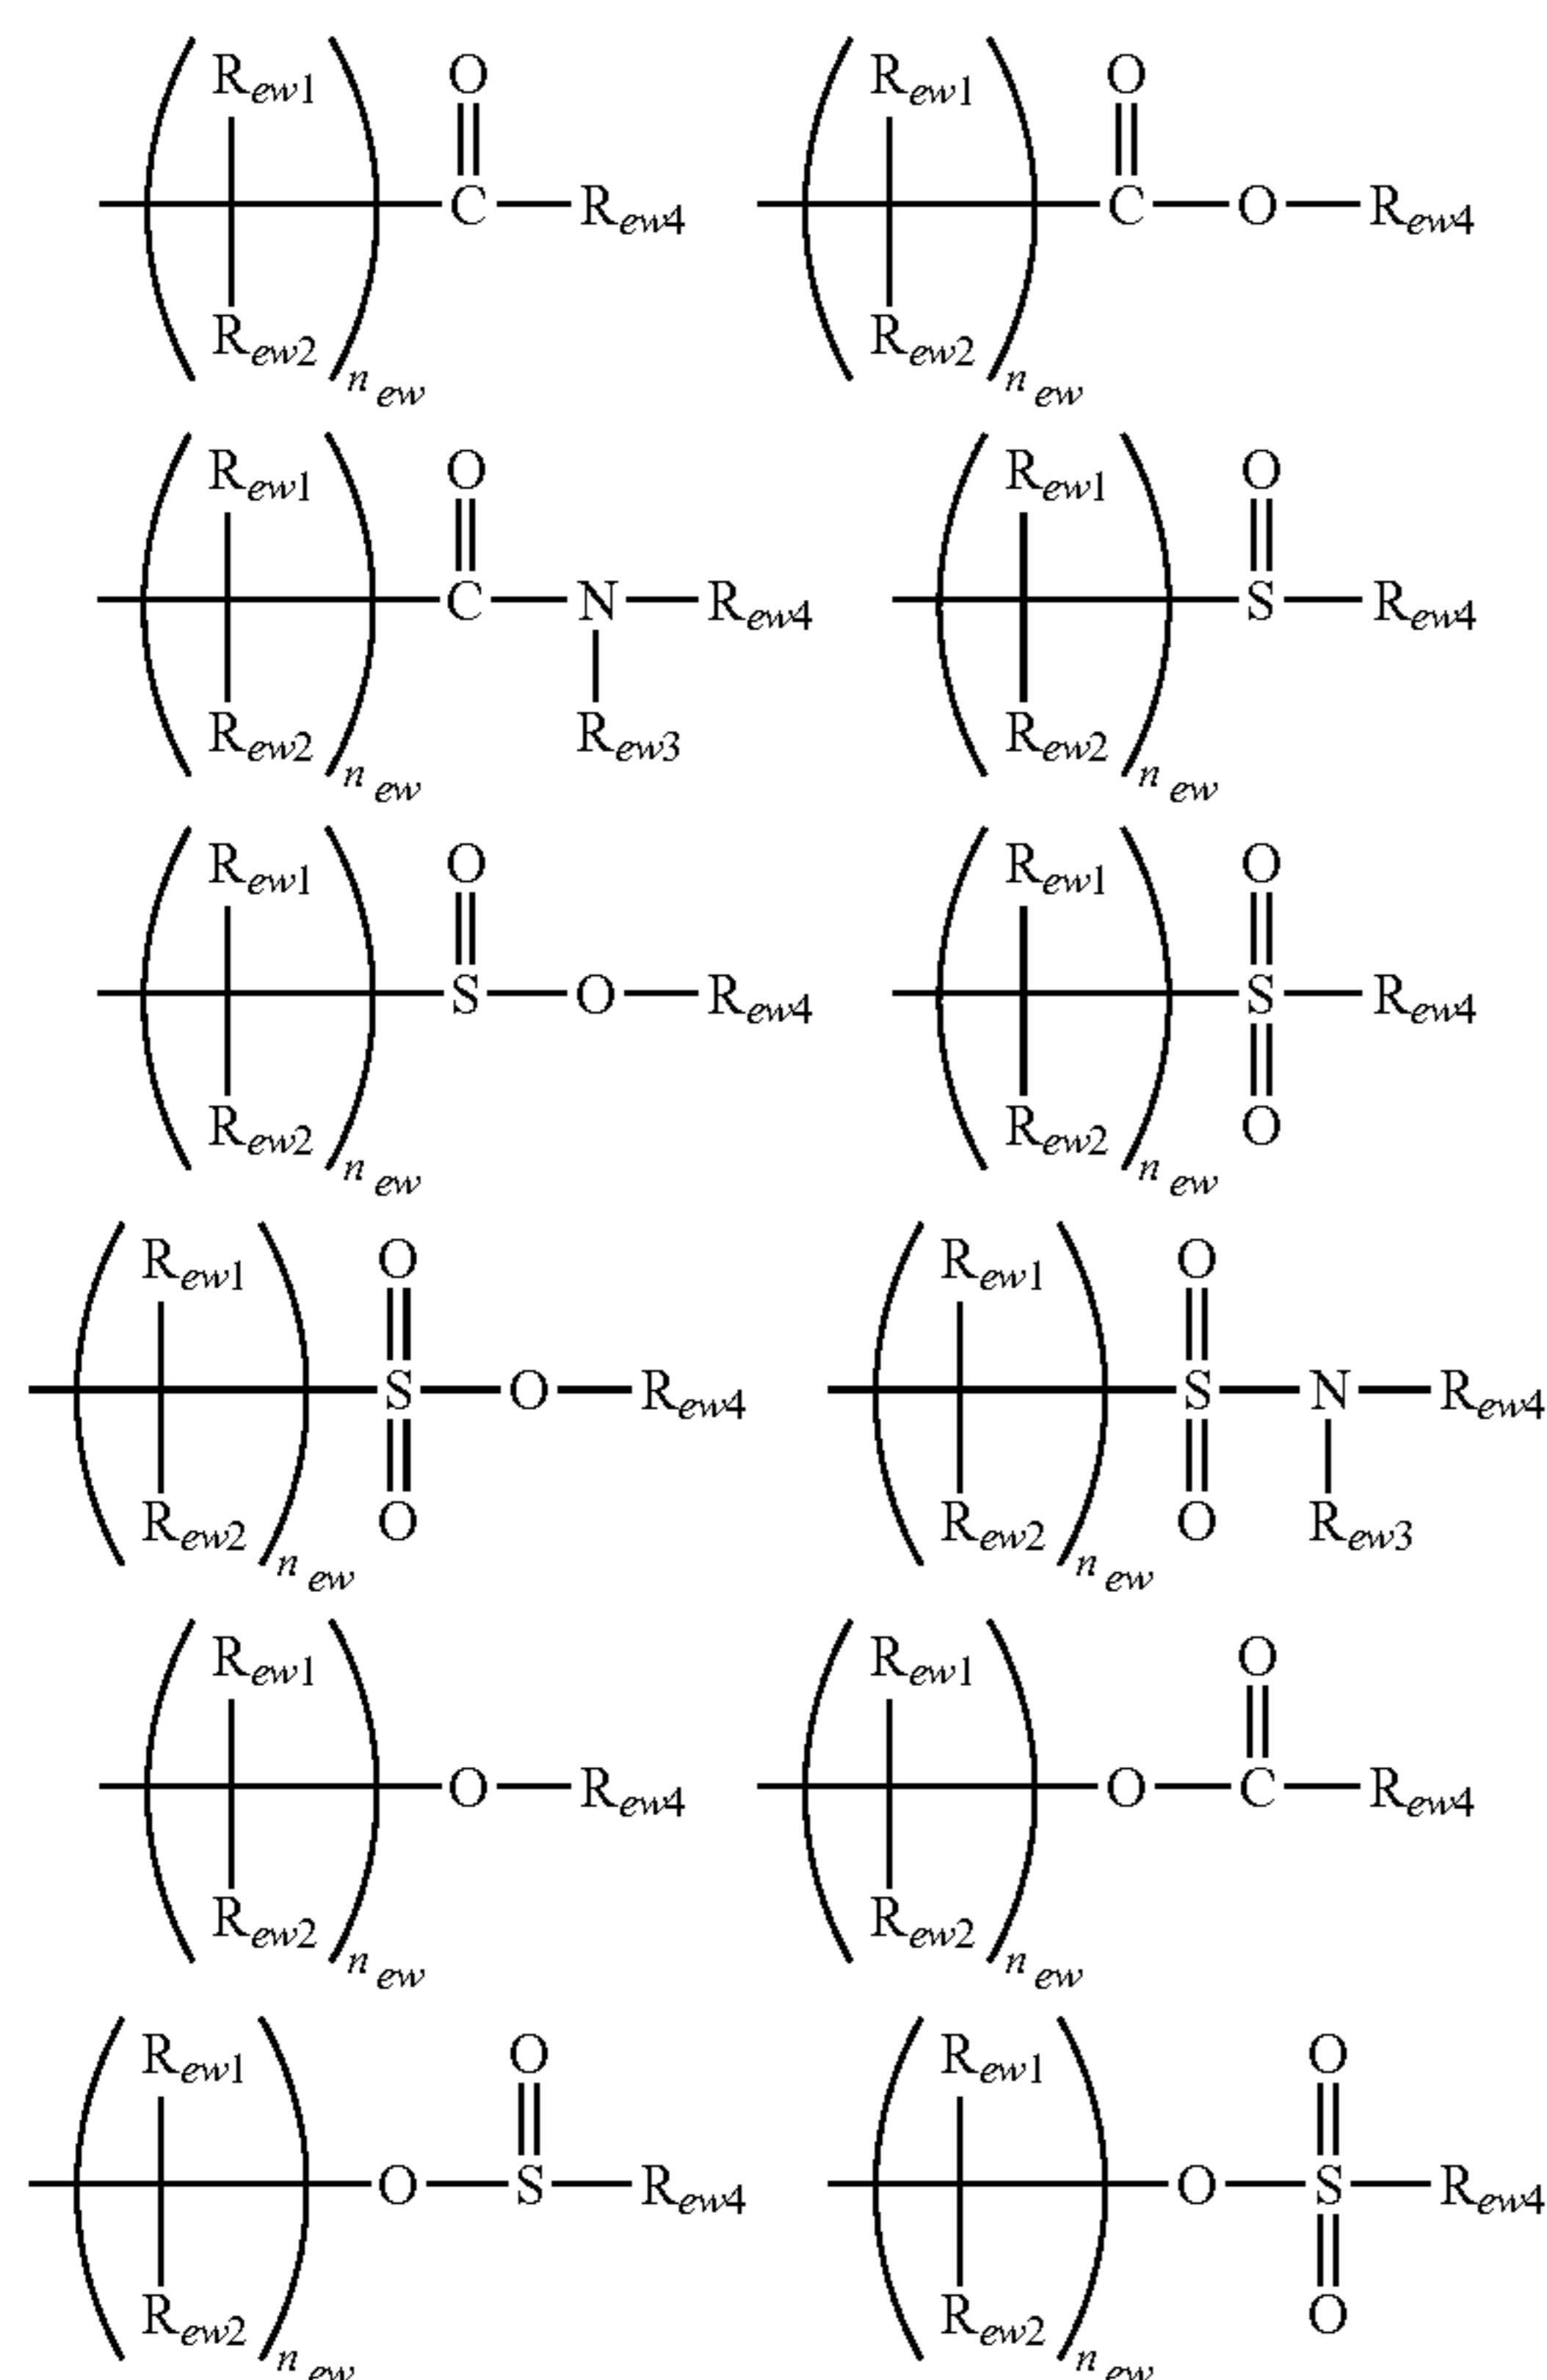 R_ew1 O R_ew1 O
C—R_ew4 C—O—R_ew4
R_ew2 n_ew R_ew2 n_ew
R_ew1 O R_ew1 O
C—N—R_ew4 S—R_ew4
R_ew2 n_ew R_ew3 R_ew2 n_ew
R_ew1 O R_ew1 O
S—O—R_ew4 S—R_ew4
R_ew2 n_ew R_ew2 n_ew O
R_ew1 O R_ew1 O
S—O—R_ew4 S—N—R_ew4
R_ew2 n_ew O R_ew2 n_ew O R_ew3
R_ew1 R_ew1 O
O—R_ew4 O—C—R_ew4
R_ew2 n_ew R_ew2 n_ew
R_ew1 O R_ew1 O
O—S—R_ew4 O—S—R_ew4
R_ew2 n_ew R_ew2 n_ew O